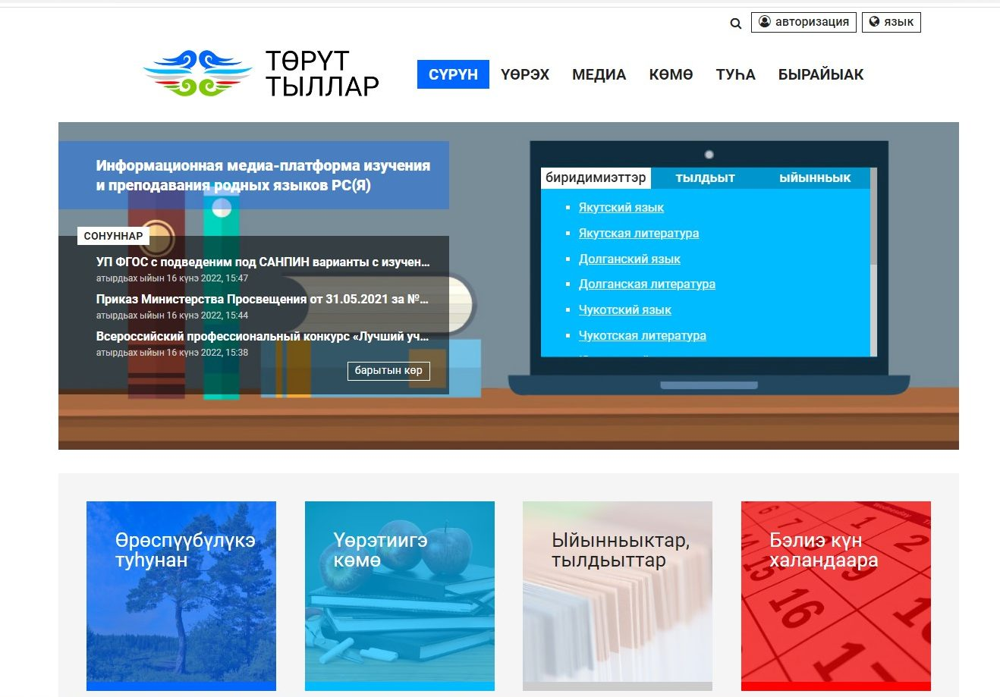 авторизация
язык
ТӨРҮТ
ТЫЛЛАР
СҮРҮН ҮӨРЭХ МЕДИА КӨМӨ ТУҺА БЫРАЙЫАК
Информационная медиа-платформа изучения
и преподавания родных языков РС(Я)
СОНУННАР
УП ФГОС с подведеним под САНПИН варианты с изучен...
атырдьах ыйын 16 күнэ 2022, 15:47
Приказ Министерства Просвещения от 31.05.2021 за №...
атырдьах ыйын 16 күнэ 2022, 15:44
Всероссийский профессиональный конкурс «Лучший уч...
атырдьах ыйын 16 күнэ 2022, 15:38
барытын көр
биридимиэттэр тылдьыт ыйынньык
Якутский язык
Якутская литература
Долганский язык
Долганская литература
Чукотский язык
Чукотская литература
Өрөспүүбүлүкэ
туһунан
Үөрэтиигэ
көмө
Ыйынньыктар,
тылдьыттар
Бэлиэ күн
халандаара